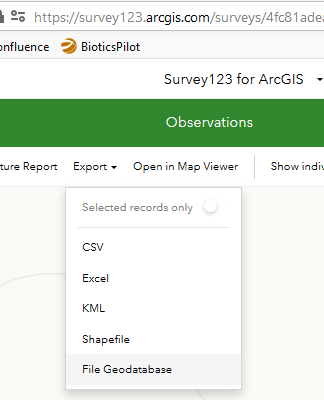 https://survey123.arcgis.com/surveys/4fc81adea
onfluence BioticsPilot
Survey123 for ArcGIS
Observations
ture Report Export Open in Map Viewer Show indiv
Selected records only
CSV
Excel
KML
Shapefile
File Geodatabase